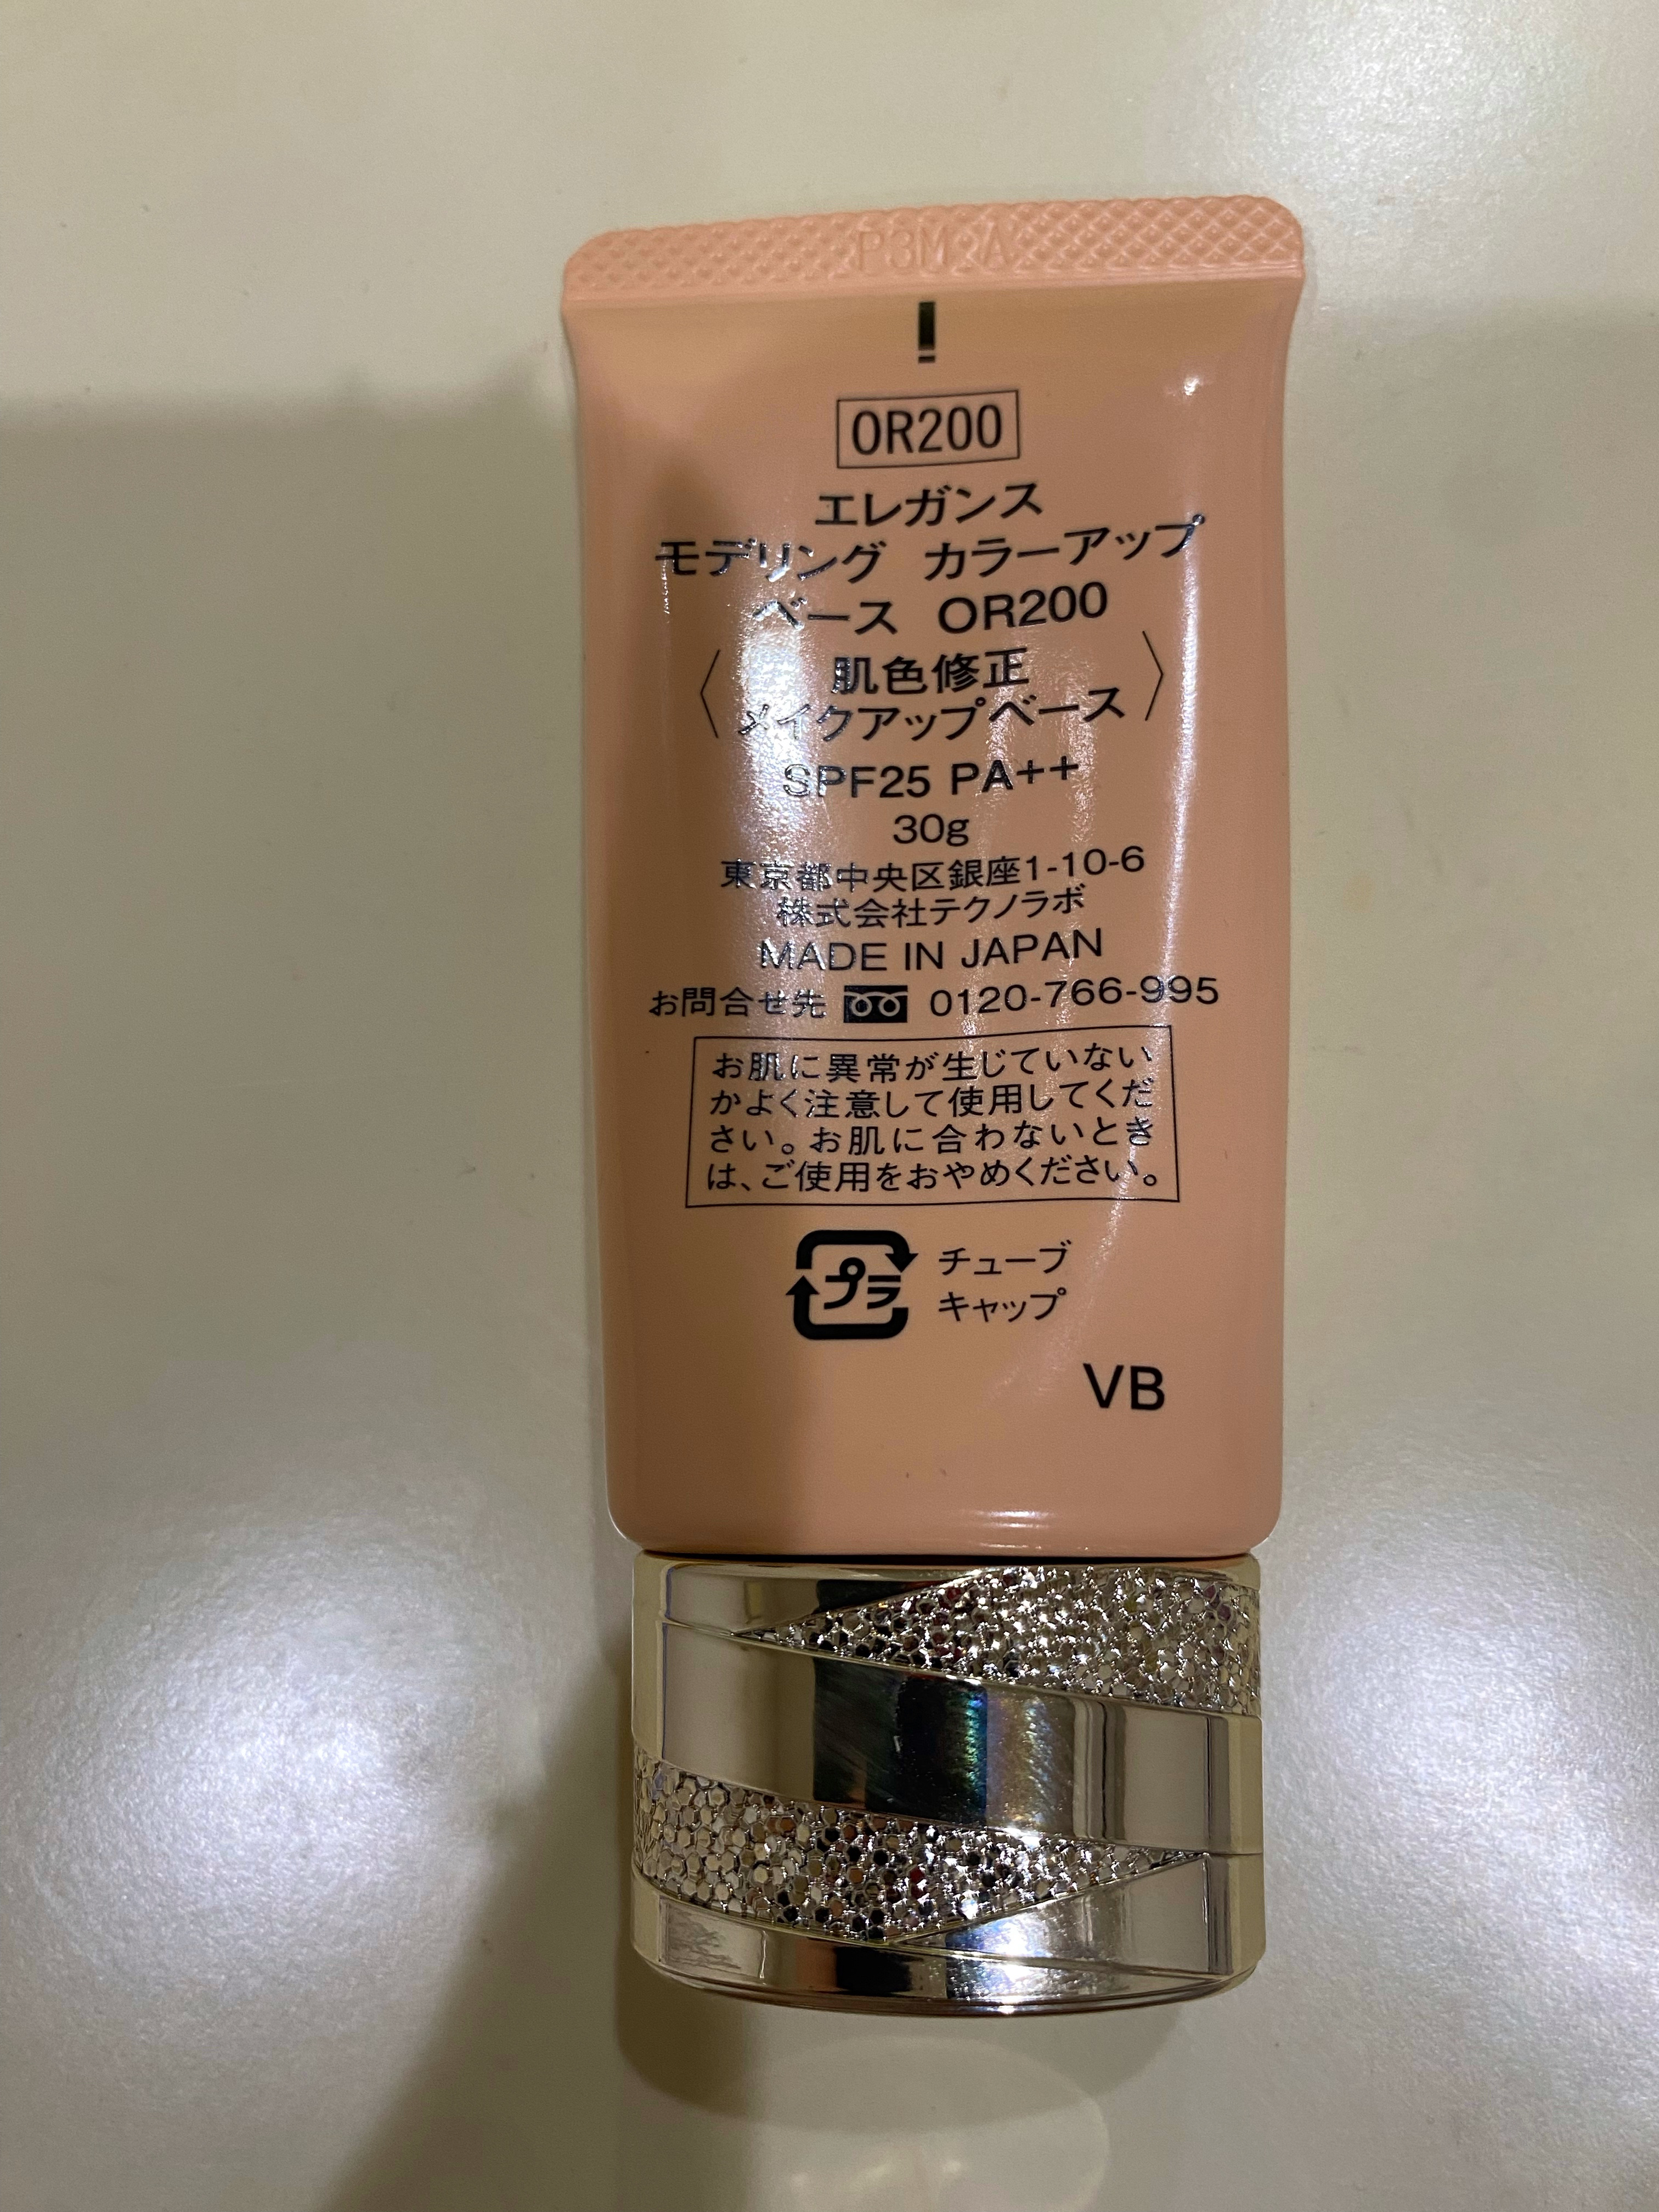 OR200
エレガンス
モデリング カラーアップ
ベース OR200
〈肌色修正
メイクアップベース〉
SPF25 PA++
30g
東京都中央区銀座1-10-6
株式会社テクノラボ
MADE IN JAPAN
お問合せ先 0120-766-995
お肌に異常が生じていない
かよく注意して使用してくだ
さい。お肌に合わないとき
は、ご使用をおやめください。
プラ チューブ
キャップ
VB